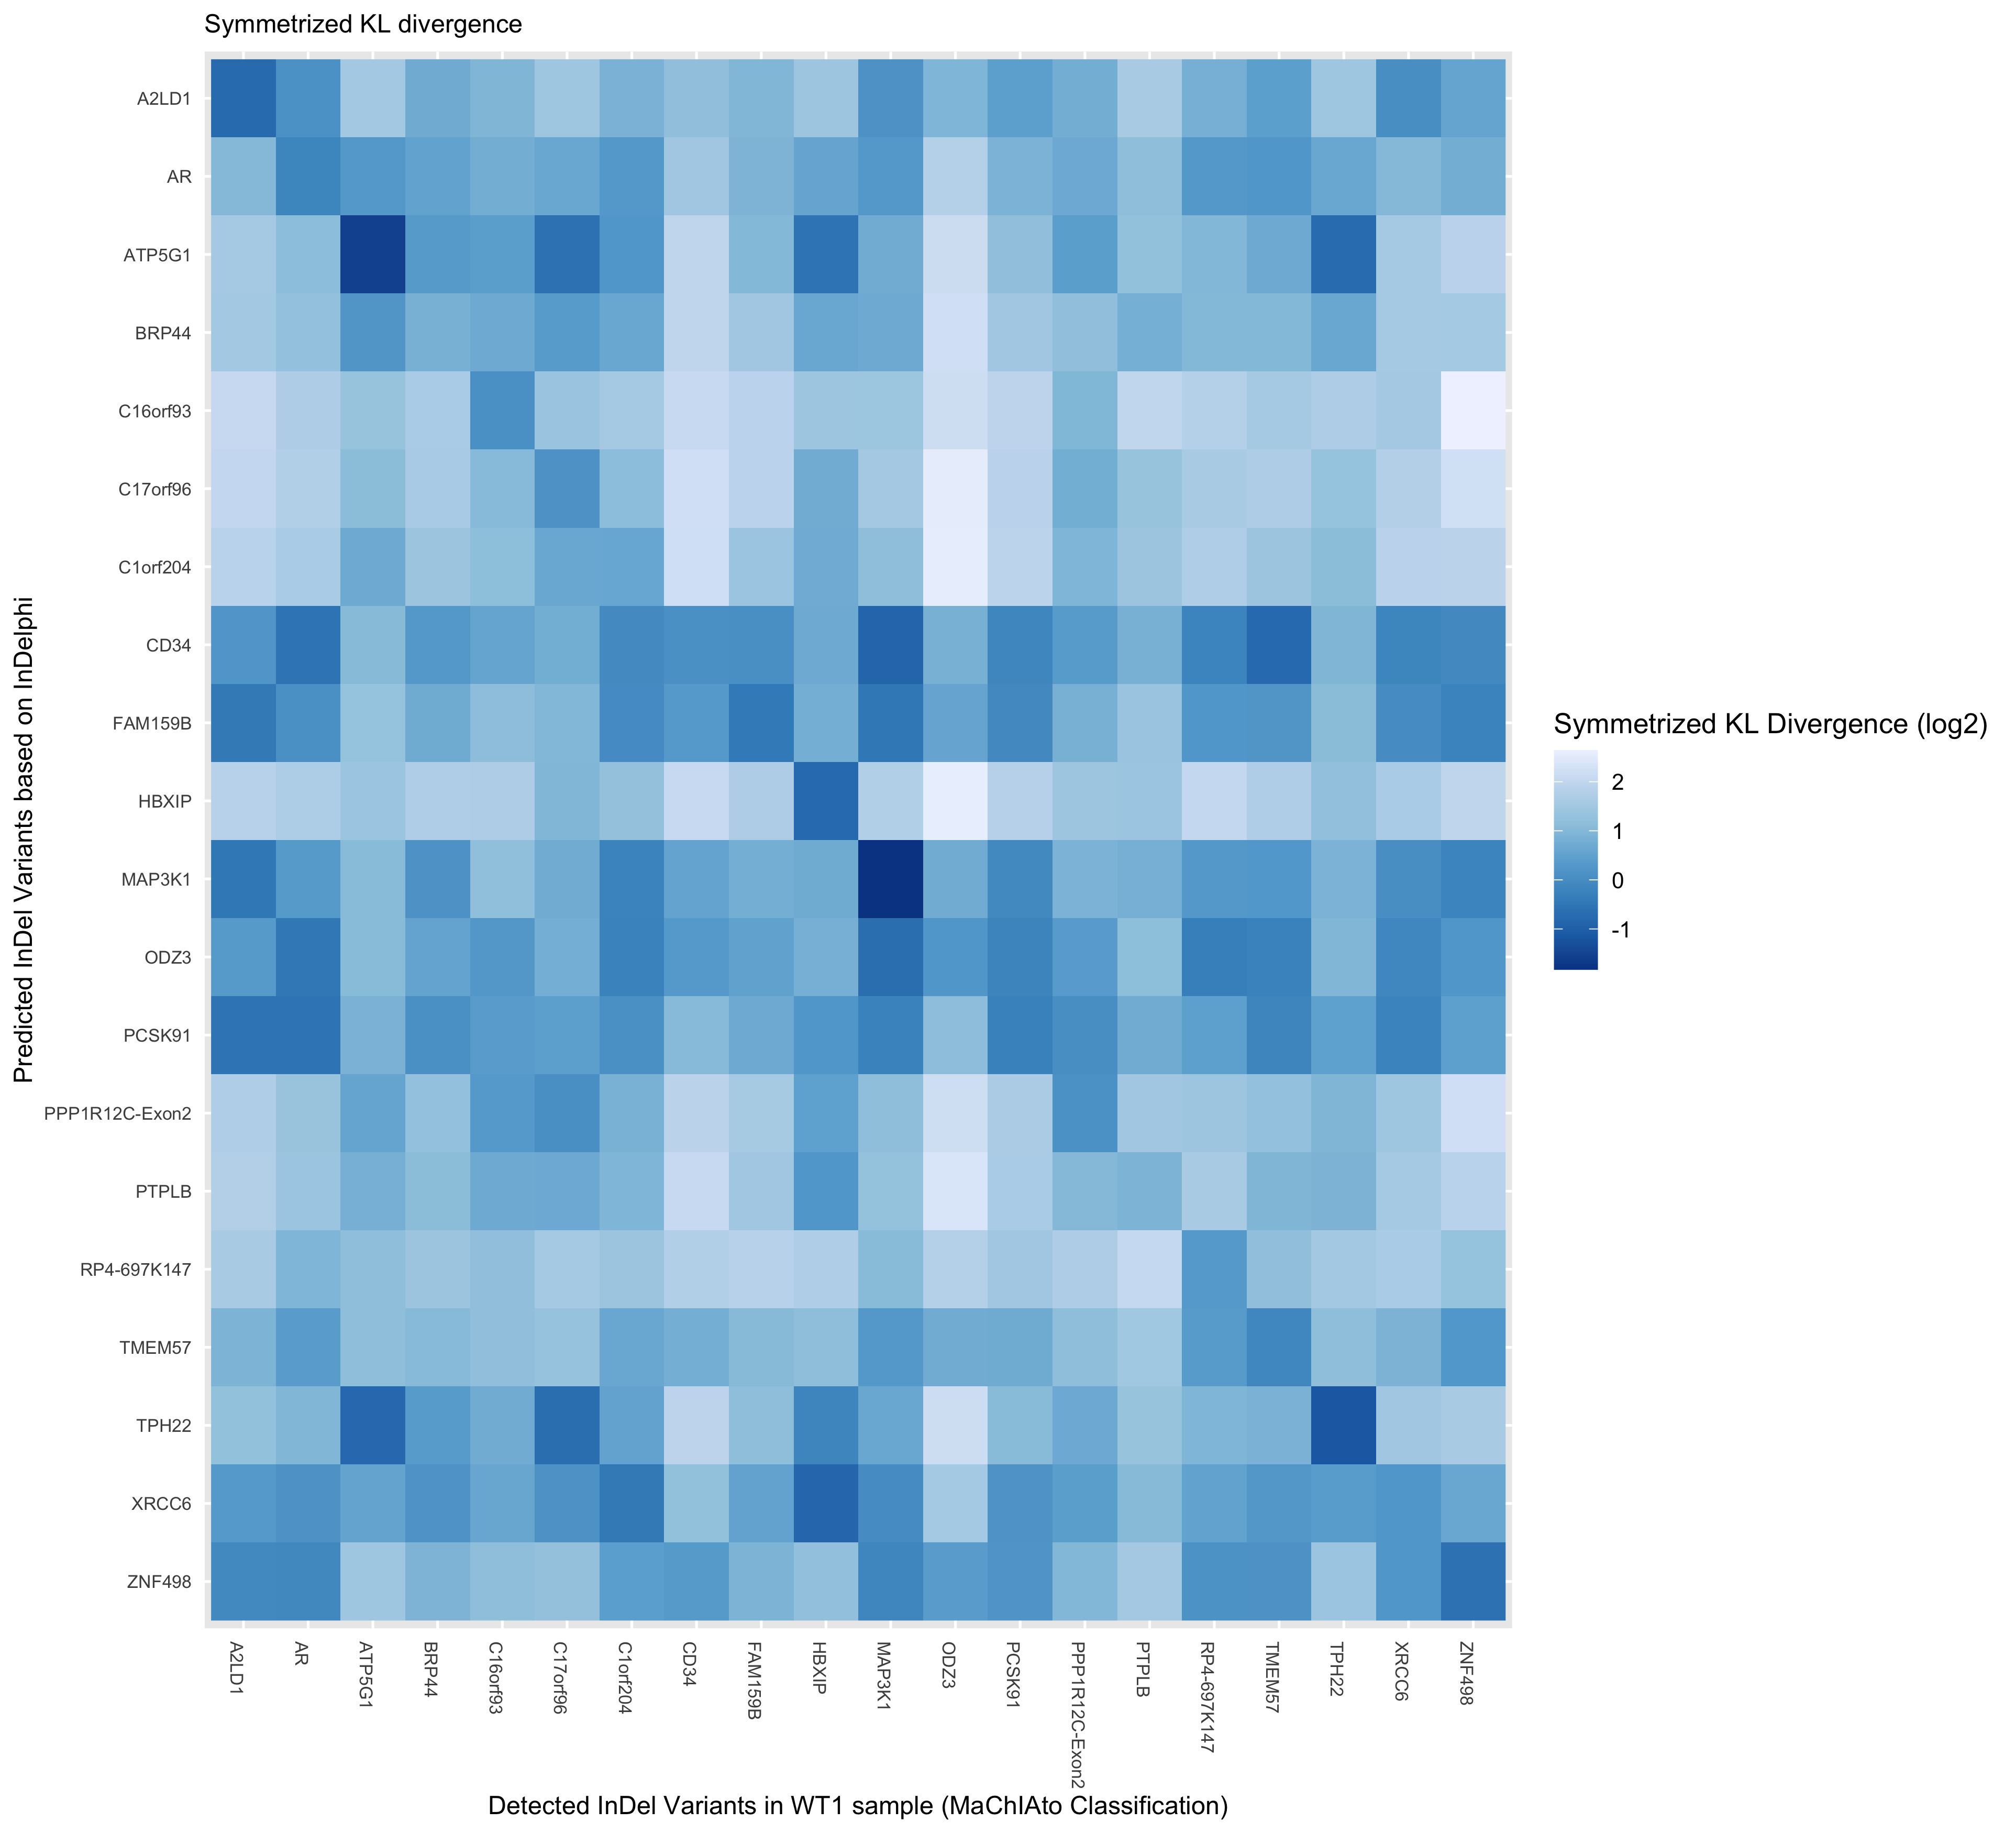 Symmetrized KL divergence
Predicted InDel Variants based on InDelphi
A2LD1
AR
ATP5G1
BRP44
C16orf93
C17orf96
C1orf204
CD34
FAM159B
HBXIP
MAP3K1
ODZ3
PCSK91
PPP1R12C-Exon2
PTPLB
RP4-697K147
TMEM57
TPH22
XRCC6
ZNF498
A2LD1
AR
ATP5G1
BRP44
C16orf93
C17orf96
C1orf204
CD34
FAM159B
HBXIP
MAP3K1
ODZ3
PCSK91
PPP1R12C-Exon2
PTPLB
RP4-697K147
TMEM57
TPH22
XRCC6
ZNF498
Detected InDel Variants in WT1 sample (MaChIAto Classification)
Symmetrized KL Divergence (log2)
2
1
0
-1